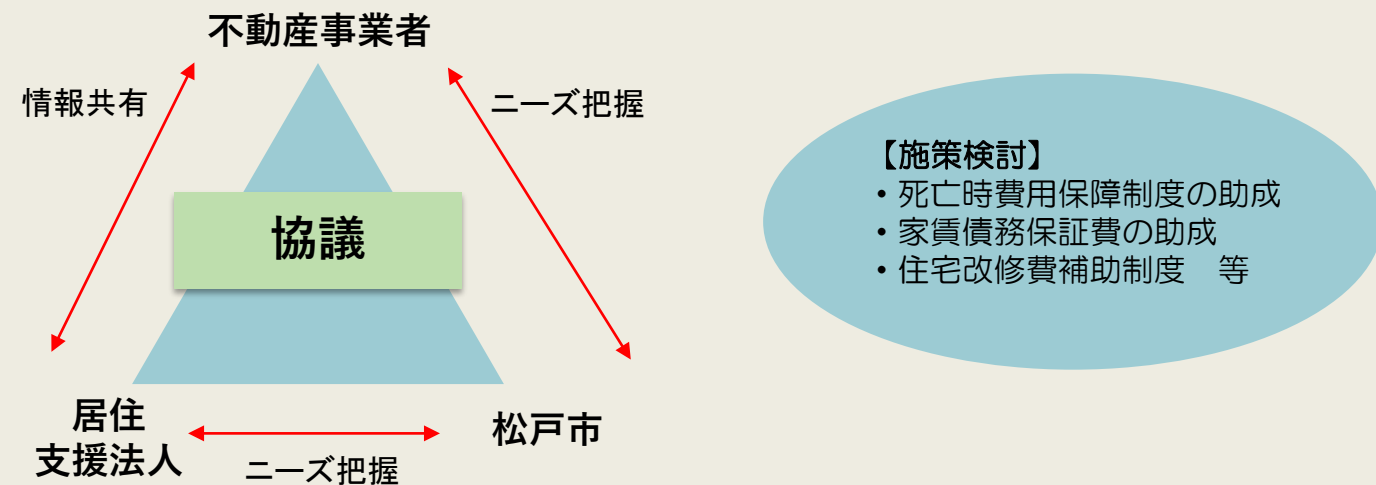 不動産事業者
情報共有
ニーズ把握
協議
居住
支援法人
ニーズ把握
松戸市
【施策検討】
・死亡時費用保障制度の助成
・家賃債務保証費の助成
・住宅改修費補助制度　等